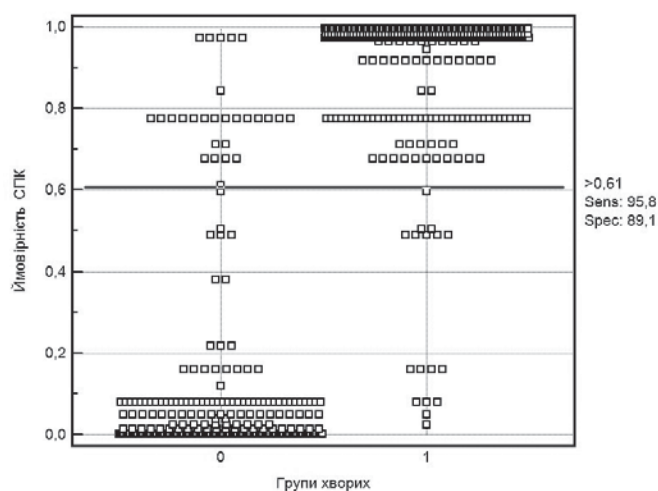 1,0
0,8
0,6
0,4
0,2
0,0
Ймовірність СПК
>0,61
Sens: 95,8
Spec: 89,1
0
1
Групи хворих